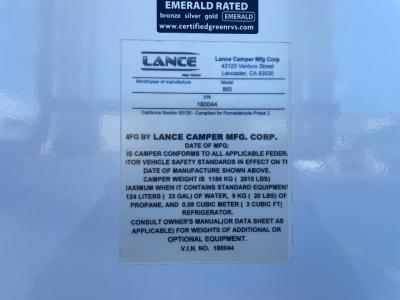 EMERALD RATED
bronze silver gold EMERALD
www.certifiedgreenrvs.com
LANCE
Lance Camper Mfg Corp
43120 Venture Street
Lancaster, CA 93535
Month/year of manufacture
Model
865
VIN
180044
California Section 93120 - Compliant for Formaldehyde Phase 2
MFG BY LANCE CAMPER MFG. CORP.
DATE OF MFG:
IS CAMPER CONFORMS TO ALL APPLICABLE FEDER
TOR VEHICLE SAFETY STANDARDS IN EFFECT ON TH
DATE OF MANUFACTURE SHOWN ABOVE.
CAMPER WEIGHT IS 1186 KG ( 2615 LBS)
MAXIMUM WHEN IT CONTAINS STANDARD EQUIPMENT
124 LITERS ( 33 GAL) OF WATER, 9 KG ( 20 LBS) OF
PROPANE, AND 0.08 CUBIC METER ( 3 CUBIC FT)
REFRIGERATOR.
CONSULT OWNER'S MANUAL(OR DATA SHEET AS
APPLICABLE) FOR WEIGHTS OF ADDITIONAL OR
OPTIONAL EQUIPMENT.
V.I.N. NO. 180044